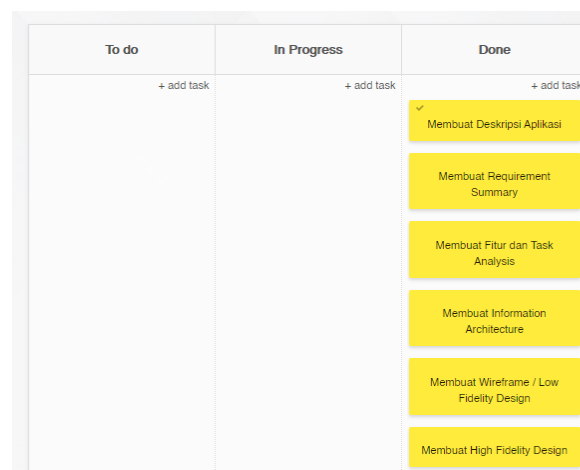 To do
In Progress
Done
+ add task
+ add task
+ add task
Membuat Deskripsi Aplikasi
Membuat Requirement
Summary
Membuat Fitur dan Task
Analysis
Membuat Information
Architecture
Membuat Wireframe / Low
Fidelity Design
Membuat High Fidelity Design